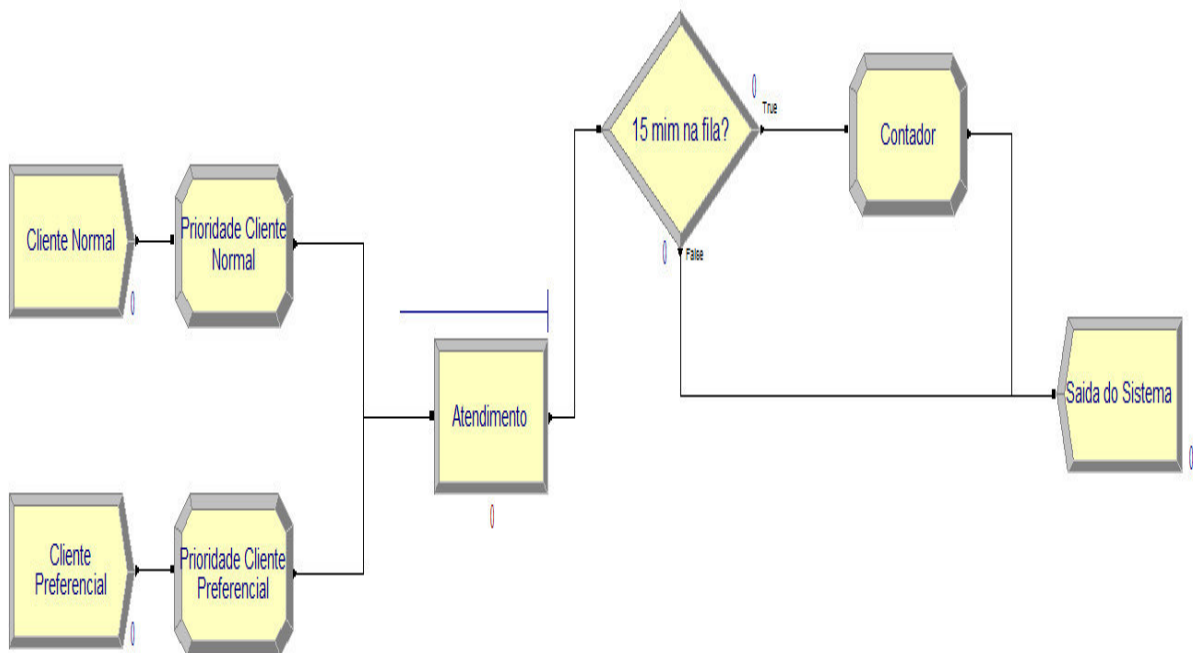 Cliente Normal
0
Prioridade Cliente
Normal
Cliente
Preferencial
0
Prioridade Cliente
Preferencial
Atendimento
0
15 mim na fila?
0
True
0
False
Contador
Saida do Sistema
0